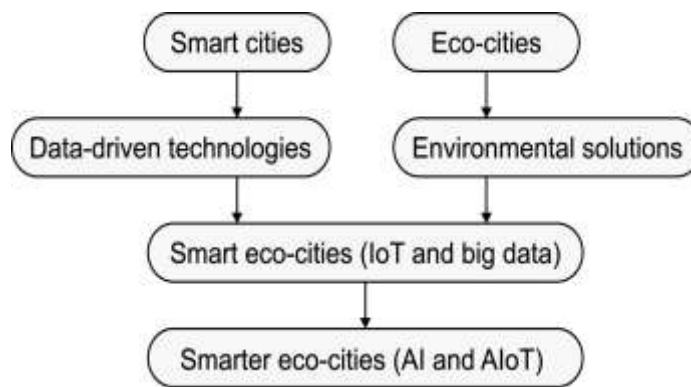 Smart cities
Eco-cities
Data-driven technologies
Environmental solutions
Smart eco-cities (IoT and big data)
Smarter eco-cities (AI and AIoT)